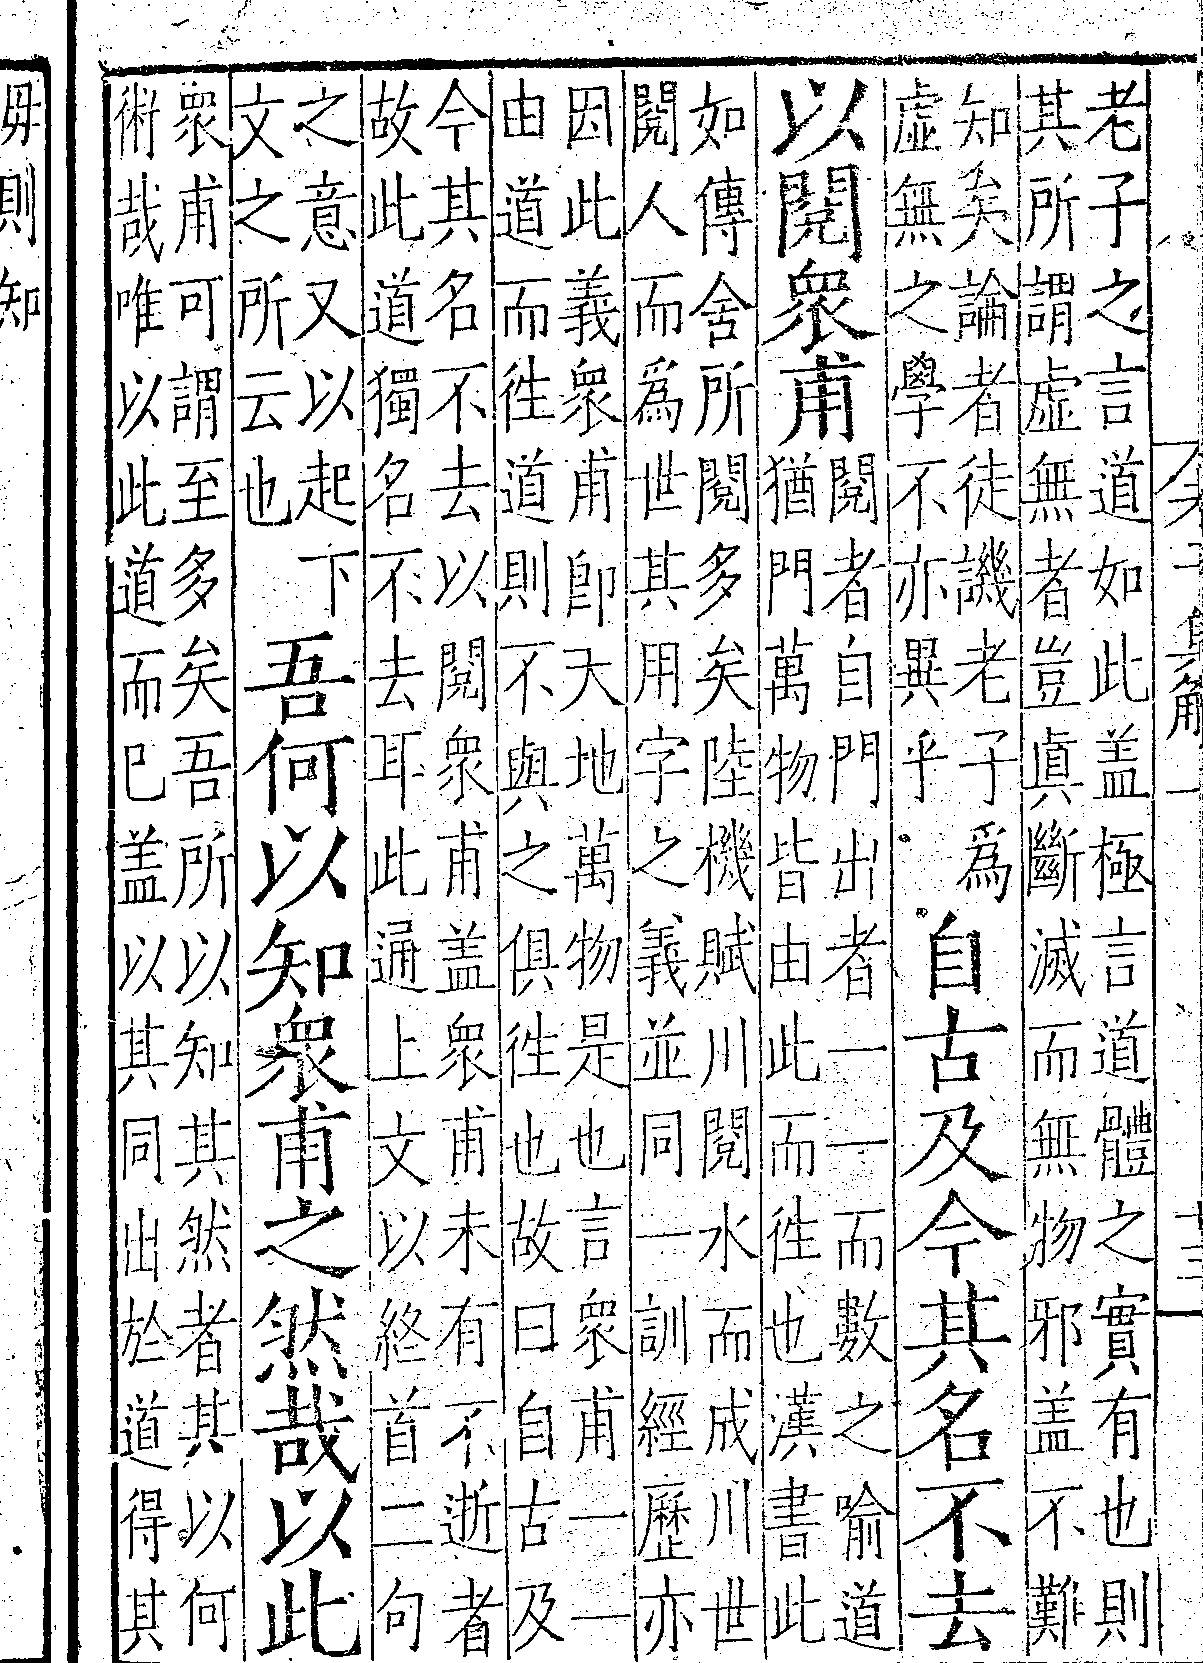 老子之言道如此盖極言道體之實有也則
其所謂虛無者豈眞斷滅而無物邪盖不難
知矣論者徒譏老子爲
虛無之學不亦異乎
自古及今其名不去
以閱衆甫
閱者自門出者一一而數之喻道
猶門萬物皆由此而徃也漢書此
如傳舍所閱多矣陸機賦川閱水而成川世
閱人而爲世其用字之義並同一訓經歷亦
因此義衆甫卽天地萬物是也言衆甫一一
由道而徃道則不與之俱徃也故曰自古及
今其名不去以閱衆甫盖衆甫未有不逝者
故此道獨名不去耳此通上文以終首二句
之意又以起下
文之所云也
吾何以知衆甫之然哉以此
衆甫可謂至多矣吾所以知其然者其以何
術哉唯以此道而已盖以其同出於道得其
則知